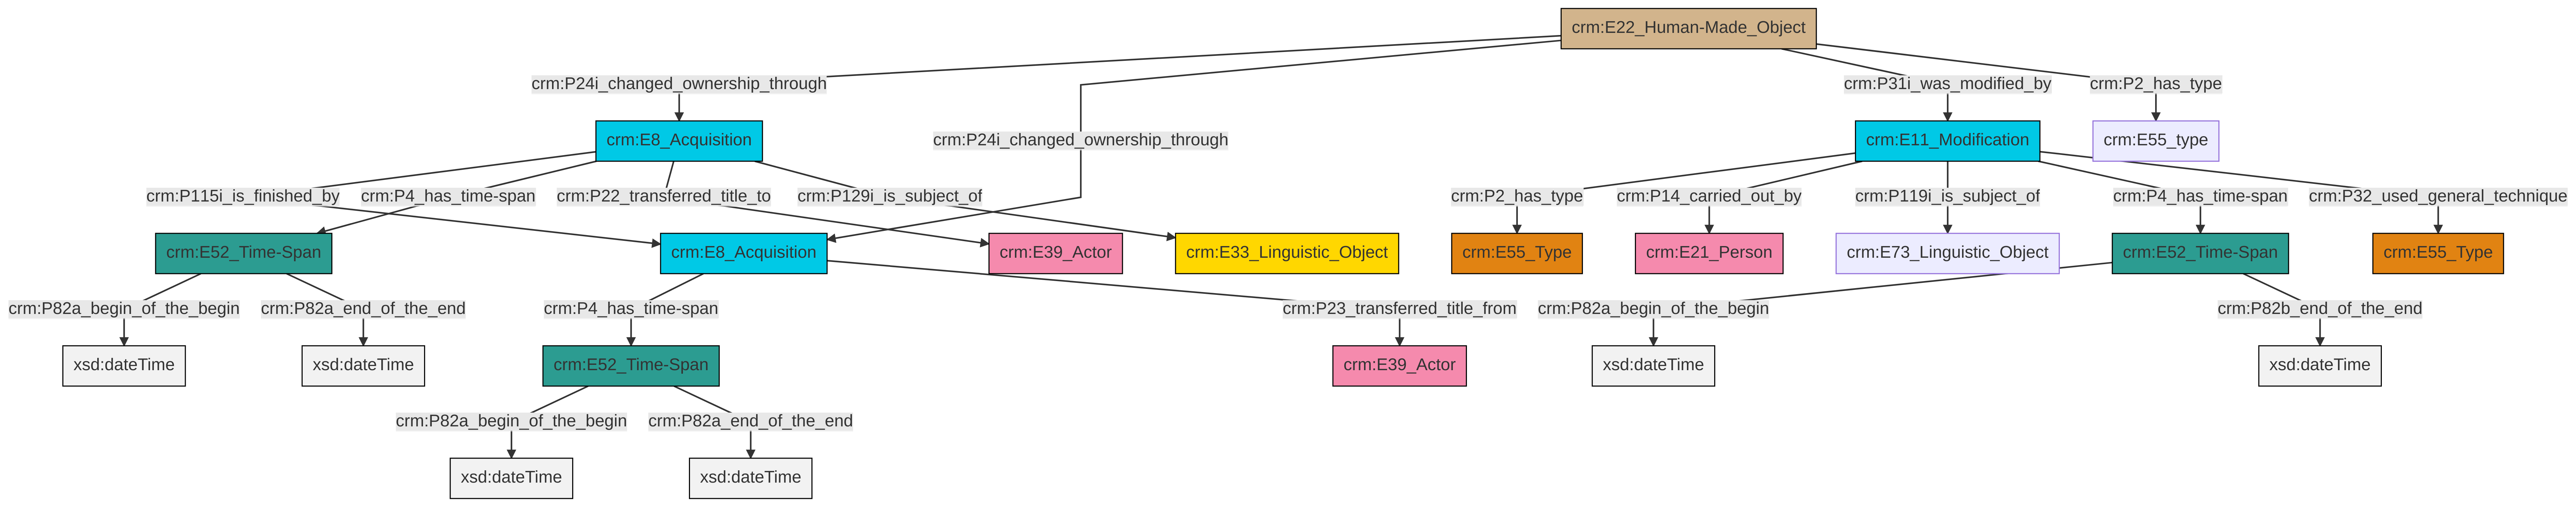 crm:E22_Human-Made_Object
crm:P24i_changed_ownership_through
crm:P31i_was_modified_by
crm:P2_has_type
crm:E8_Acquisition
crm:P24i_changed_ownership_through
crm:E11_Modification
crm:E55_type
crm:P115i_is_finished_by
crm:P4_has_time-span
crm:P22_transferred_title_to
crm:P129i_is_subject_of
crm:P2_has_type
crm:P14_carried_out_by
crm:P119i_is_subject_of
crm:P4_has_time-span
crm:P32_used_general_technique
crm:E52_Time-Span
crm:E8_Acquisition
crm:E39_Actor
crm:E33_Linguistic_Object
crm:E55_Type
crm:E21_Person
crm:E73_Linguistic_Object
crm:E52_Time-Span
crm:E55_Type
crm:P82a_begin_of_the_begin
crm:P82a_end_of_the_end
crm:P4_has_time-span
crm:P23_transferred_title_from
crm:P82a_begin_of_the_begin
crm:P82b_end_of_the_end
xsd:dateTime
xsd:dateTime
crm:E52_Time-Span
crm:E39_Actor
xsd:dateTime
xsd:dateTime
crm:P82a_begin_of_the_begin
crm:P82a_end_of_the_end
xsd:dateTime
xsd:dateTime